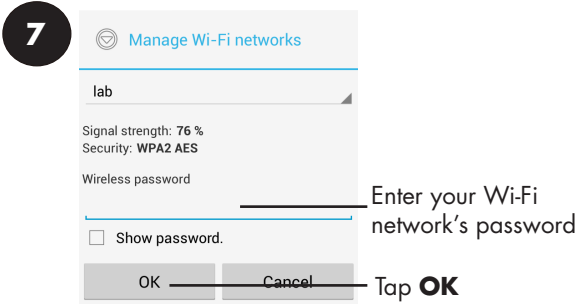 7
Manage Wi-Fi networks
lab
Signal strength: 76 %
Security: WPA2 AES
Wireless password
Enter your Wi-Fi
network's password
Show password.
OK
Cancel
Tap OK